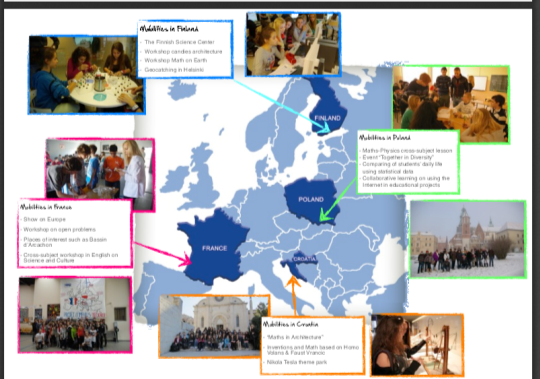 Mobilities in Finland
- The Finnish Science Center
- Workshop candies architecture
- Workshop Math on Earth
- Geocatching in Helsinki
FINLAND
Mobilities in Poland
- Maths-Physics cross-subject lesson
- Event "Together in Diversity"
- Comparing of students' daily life
using statistical data
- Collaborative learning on using the
Internet in educational projects
POLAND
Mobilities in France
- Show on Europe
- Workshop on open problems
- Places of interest such as Bassin
d'Arcachon
- Cross-subject workshop in English on
Science and Culture
FRANCE
CROATIA
Mobilities in Croatia
- "Maths in Architecture"
- Inventions and Math based on Homo
Volans & Faust Vrancic
- Nikola Tesla theme park